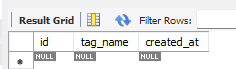 Result Grid Filter Rows:
id tag_name created_at
* NULL NULL NULL